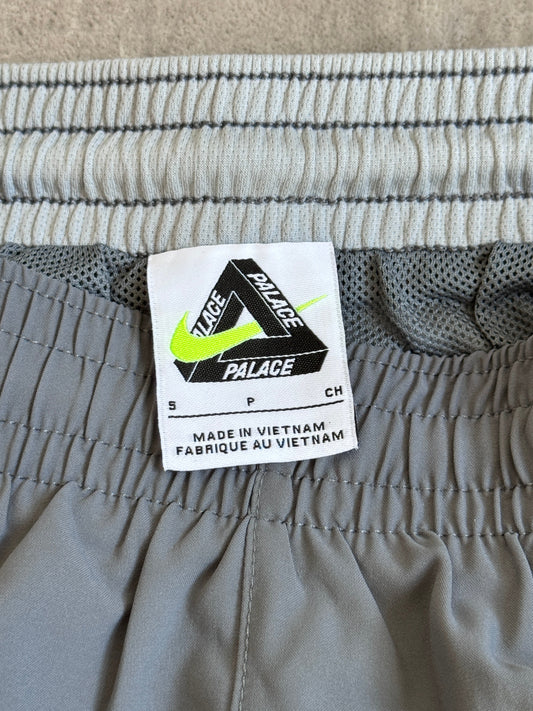 PALACE
PALACE
PALACE
S P CH
MADE IN VIETNAM
FABRIQUE AU VIETNAM